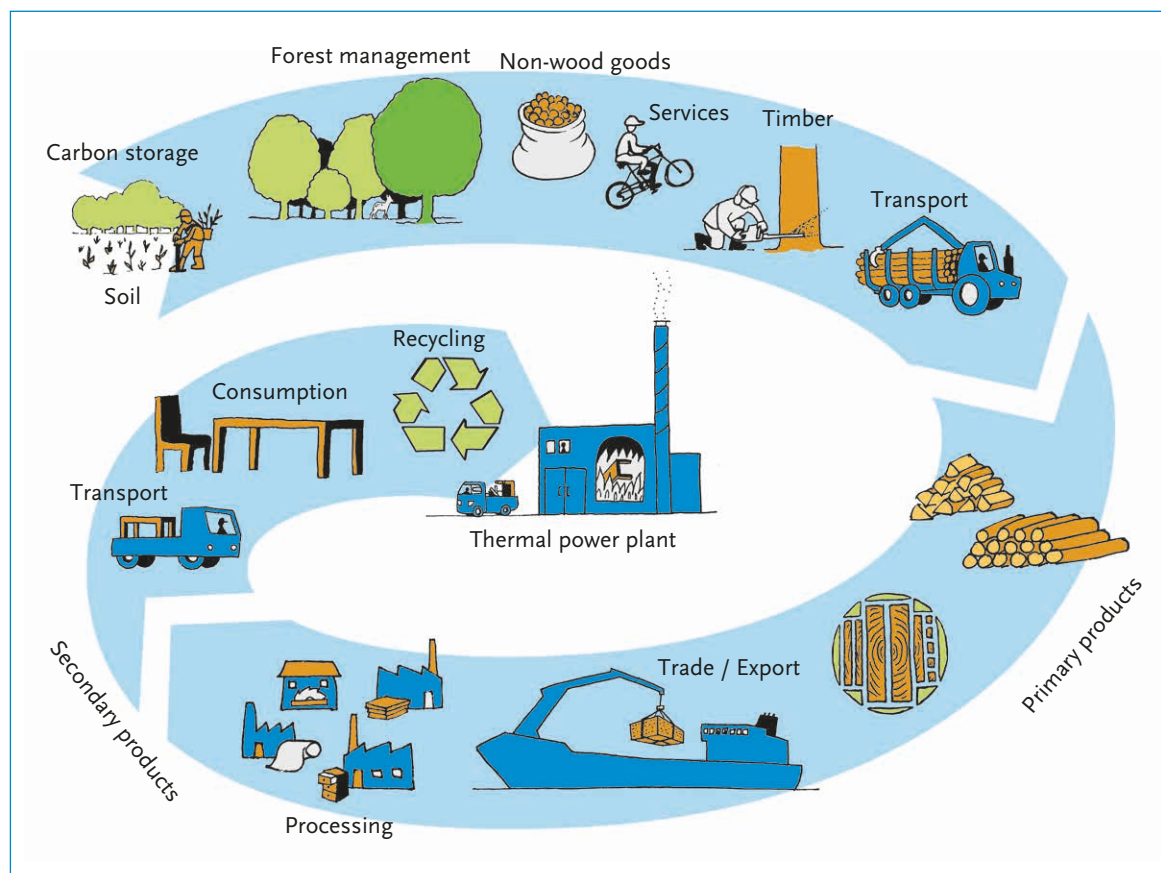 Forest management
Non-wood goods
Services
Timber
Carbon storage
Transport
Soil
Recycling
Consumption
Transport
Thermal power plant
Primary products
Secondary products
Trade / Export
Processing